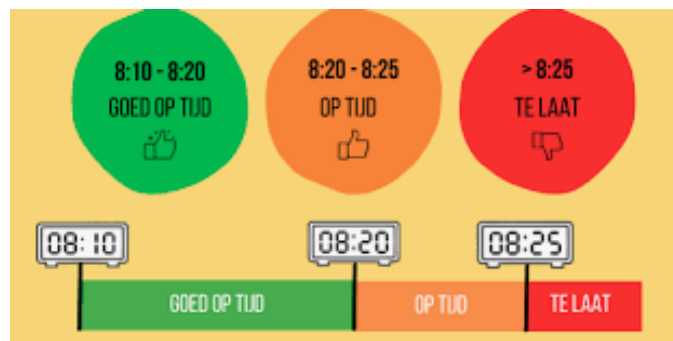 8:10 - 8:20
GOED OP TIJD
8:20 - 8:25
OP TIJD
> 8:25
TE LAAT
08:10
08:20
08:25
GOED OP TIJD
OP TIJD
TE LAAT